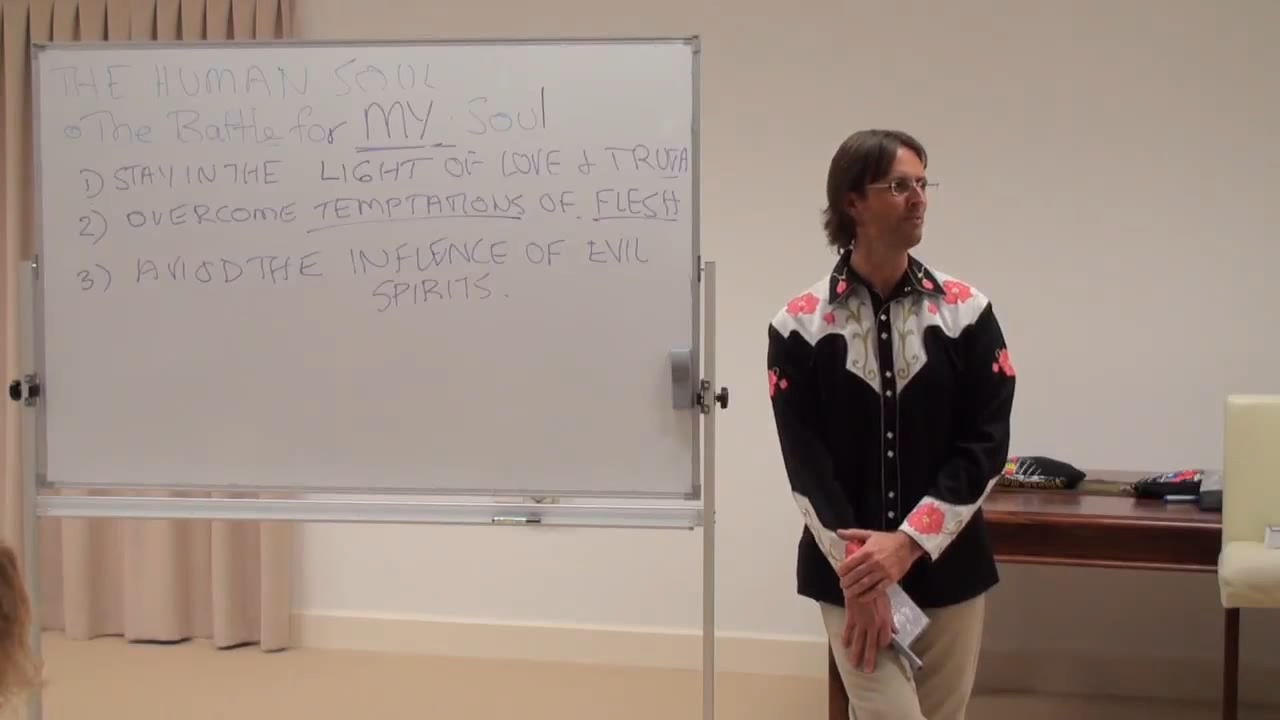 THE HUMAN SOUL
The Battle for MY Soul
1) STAY IN THE LIGHT OF LOVE & TRUTH
2) OVERCOME TEMPTATIONS OF FLESH
3) AVIOD THE INFLENCE OF EVIL
SPIRITS.